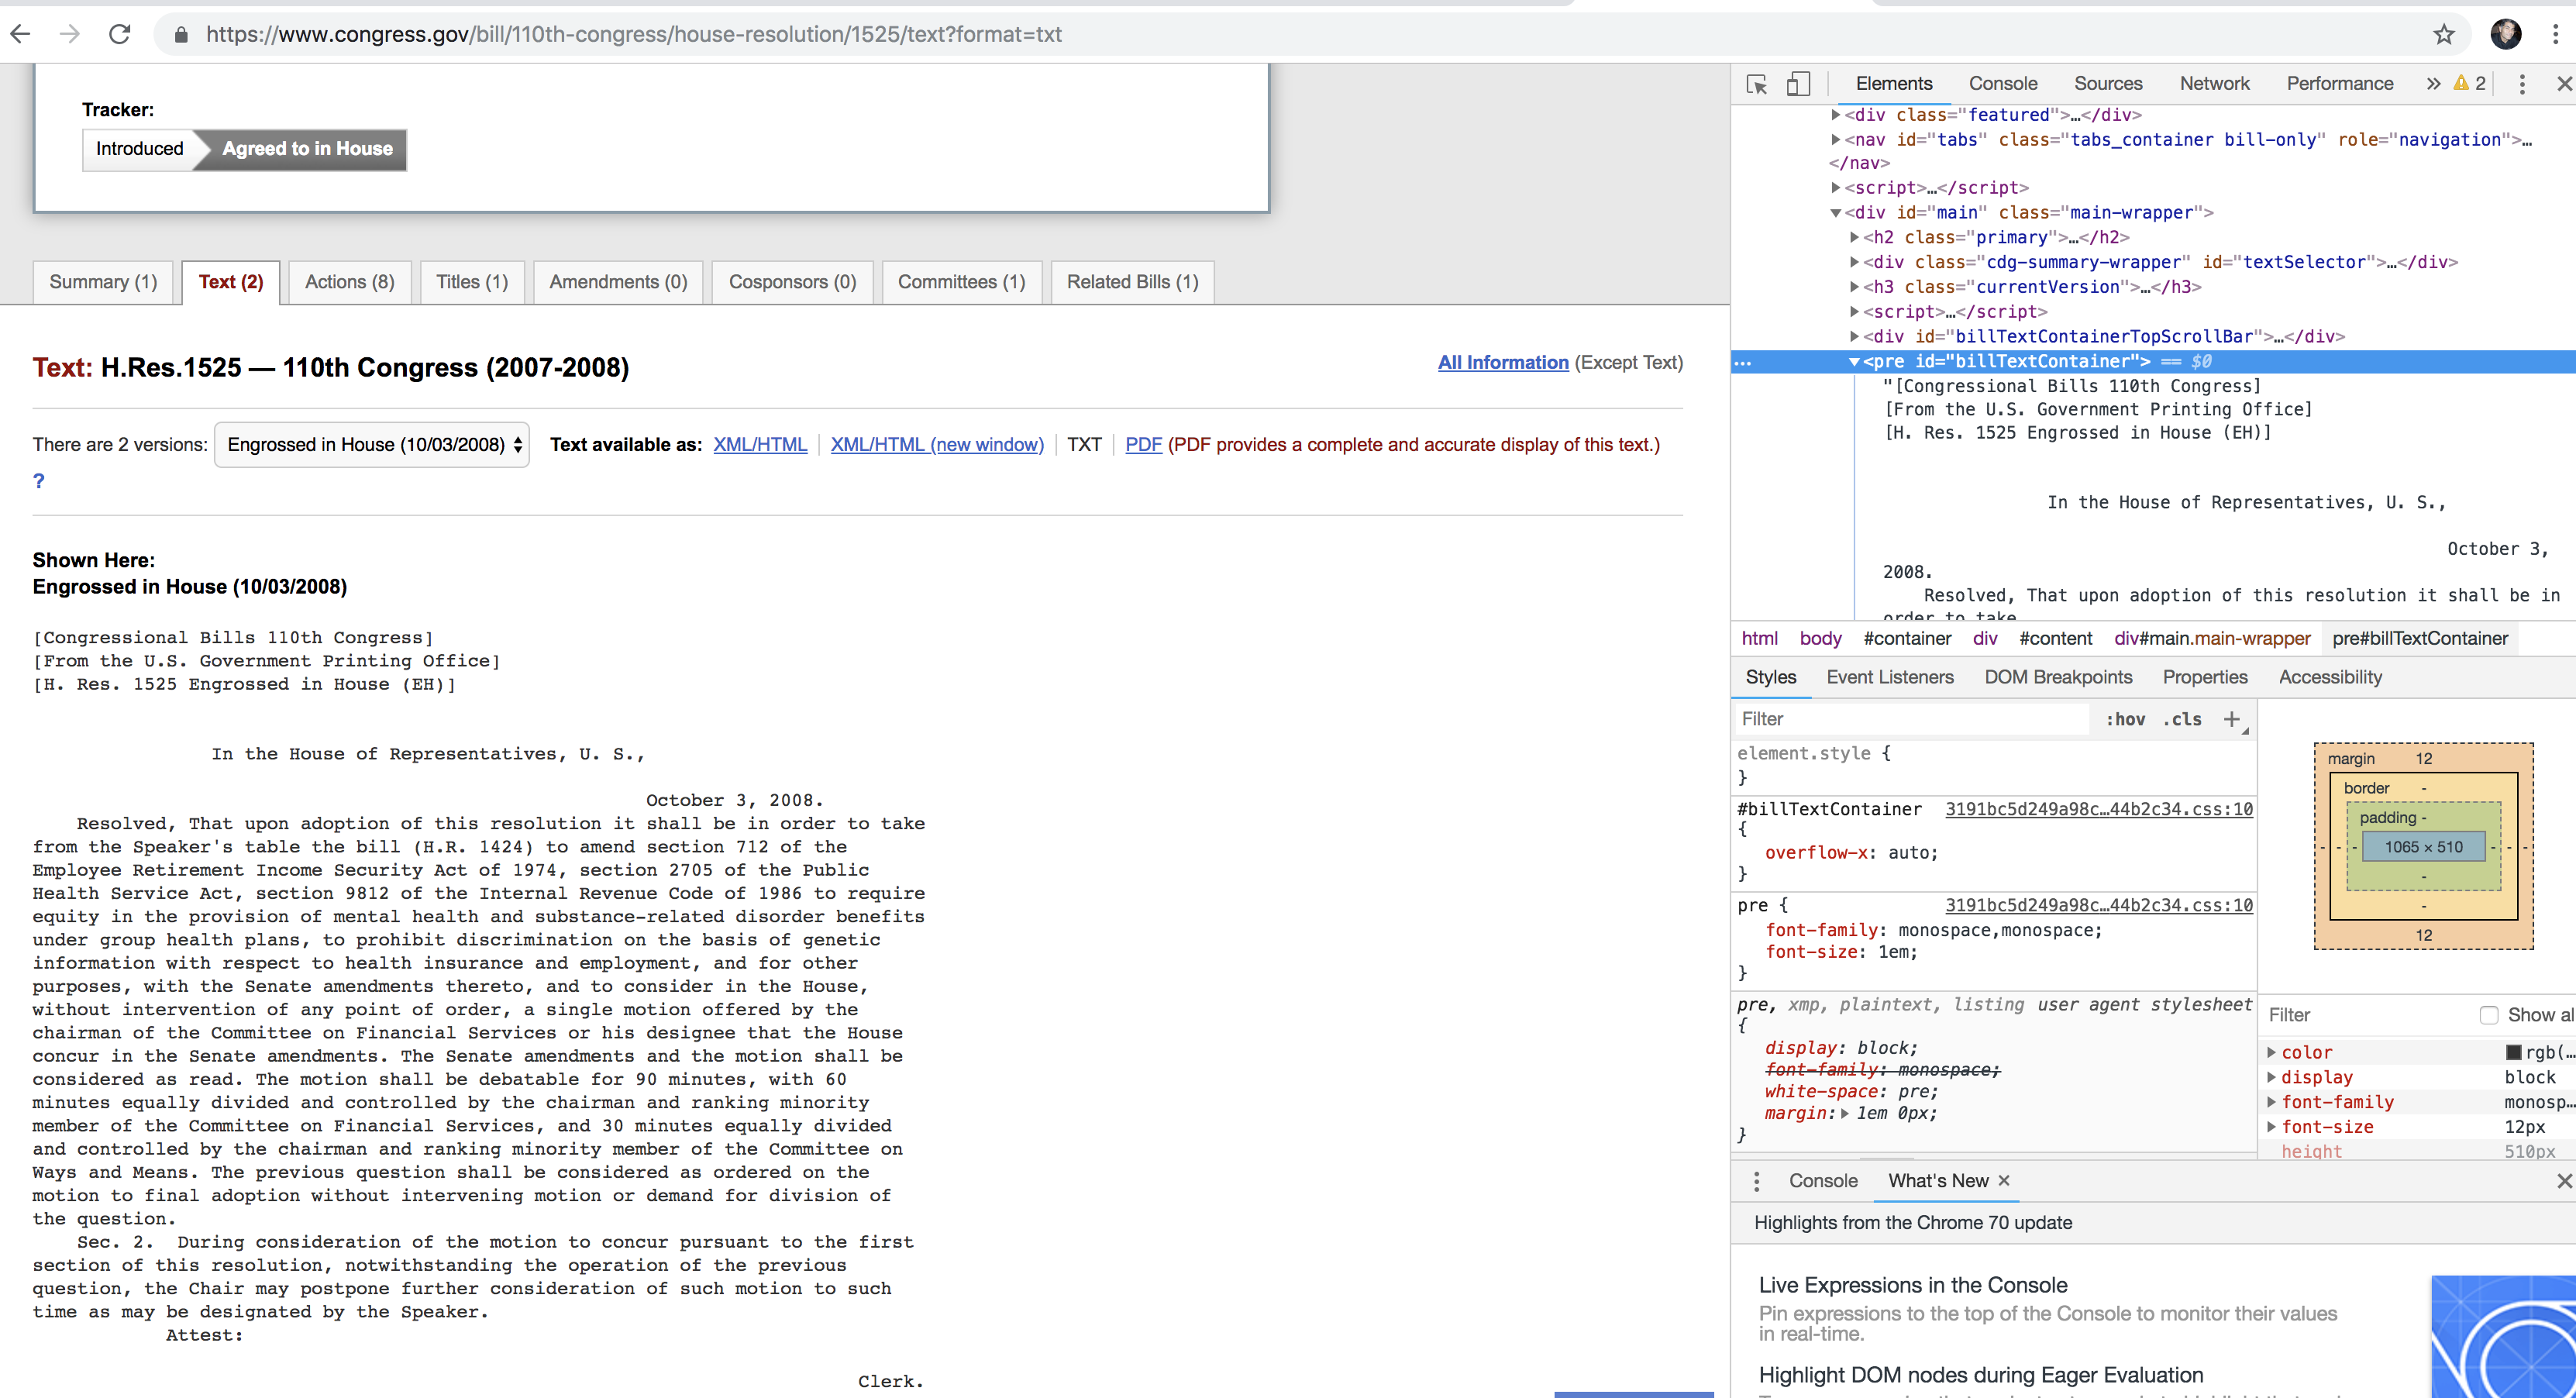 https://www.congress.gov/bill/110th-congress/house-resolution/1525/text?format=txt
Tracker:
Introduced Agreed to in House
Summary (1) Text (2) Actions (8) Titles (1) Amendments (0) Cosponsors (0) Committees (1) Related Bills (1)
Text: H.Res.1525 — 110th Congress (2007-2008)
All Information (Except Text)
There are 2 versions: Engrossed in House (10/03/2008) Text available as: XML/HTML XML/HTML (new window) TXT PDF (PDF provides a complete and accurate display of this text.)
?
Shown Here:
Engrossed in House (10/03/2008)
[Congressional Bills 110th Congress]
[From the U.S. Government Printing Office]
[H. Res. 1525 Engrossed in House (EH)]
In the House of Representatives, U. S.,
October 3, 2008.
Resolved, That upon adoption of this resolution it shall be in order to take
from the Speaker's table the bill (H.R. 1424) to amend section 712 of the
Employee Retirement Income Security Act of 1974, section 2705 of the Public
Health Service Act, section 9812 of the Internal Revenue Code of 1986 to require
equity in the provision of mental health and substance-related disorder benefits
under group health plans, to prohibit discrimination on the basis of genetic
information with respect to health insurance and employment, and for other
purposes, with the Senate amendments thereto, and to consider in the House,
without intervention of any point of order, a single motion offered by the
chairman of the Committee on Financial Services or his designee that the House
concur in the Senate amendments. The Senate amendments and the motion shall be
considered as read. The motion shall be debatable for 90 minutes, with 60
minutes equally divided and controlled by the chairman and ranking minority
member of the Committee on Financial Services, and 30 minutes equally divided
and controlled by the chairman and ranking minority member of the Committee on
Ways and Means. The previous question shall be considered as ordered on the
motion to final adoption without intervening motion or demand for division of
the question.
Sec. 2.  During consideration of the motion to concur pursuant to the first
section of this resolution, notwithstanding the operation of the previous
question, the Chair may postpone further consideration of such motion to such
time as may be designated by the Speaker.
Attest:
Clerk.
Elements Console Sources Network Performance » 2
<div class="featured">…</div>
<nav id="tabs" class="tabs_container bill-only" role="navigation">…
</nav>
<script>…</script>
<div id="main" class="main-wrapper">
<h2 class="primary">…</h2>
<div class="cdg-summary-wrapper" id="textSelector">…</div>
<h3 class="currentVersion">…</h3>
<script>…</script>
<div id="billTextContainerTopScrollBar">…</div>
… <pre id="billTextContainer"> == $0
"[Congressional Bills 110th Congress]
[From the U.S. Government Printing Office]
[H. Res. 1525 Engrossed in House (EH)]
In the House of Representatives, U. S.,
October 3,
2008.
Resolved, That upon adoption of this resolution it shall be in
order to take
html body #container div #content div#main.main-wrapper pre#billTextContainer
Styles Event Listeners DOM Breakpoints Properties Accessibility
Filter :hov .cls +
element.style {
}
#billTextContainer 3191bc5d249a98c…44b2c34.css:10
{
overflow-x: auto;
}
pre { 3191bc5d249a98c…44b2c34.css:10
font-family: monospace,monospace;
font-size: 1em;
}
pre, xmp, plaintext, listing user agent stylesheet
{
display: block;
font-family: monospace;
white-space: pre;
margin: 1em 0px;
}
margin 12
border -
padding -
- - - 1065 × 510 - - -
-
-
12
Filter Show al
color rgb(…
display block
font-family monosp…
font-size 12px
height 510px
Console What's New ×
Highlights from the Chrome 70 update
Live Expressions in the Console
Pin expressions to the top of the Console to monitor their values
in real-time.
Highlight DOM nodes during Eager Evaluation